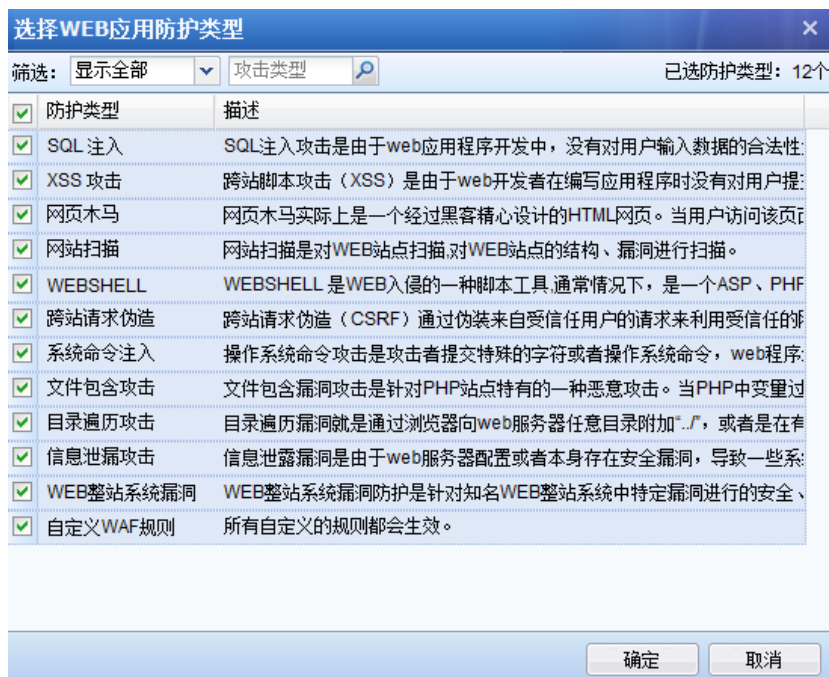 选择WEB应用防护类型
筛选： 显示全部 攻击类型 已选防护类型：12个
防护类型 描述
SQL 注入 SQL注入攻击是由于web应用程序开发中，没有对用户输入数据的合法性
XSS 攻击 跨站脚本攻击（XSS）是由于web开发者在编写应用程序时没有对用户提
网页木马 网页木马实际上是一个经过黑客精心设计的HTML网页。当用户访问该页
网站扫描 网站扫描是对WEB站点扫描,对WEB站点的结构、漏洞进行扫描。
WEBSHELL WEBSHELL 是WEB入侵的一种脚本工具,通常情况下，是一个ASP、PHP
跨站请求伪造 跨站请求伪造（CSRF）通过伪装来自受信任用户的请求来利用受信任的
系统命令注入 操作系统命令攻击是攻击者提交特殊的字符或者操作系统命令，web程序
文件包含攻击 文件包含漏洞攻击是针对PHP站点特有的一种恶意攻击。当PHP中变量过
目录遍历攻击 目录遍历漏洞就是通过浏览器向web服务器任意目录附加"../"，或者是在有
信息泄漏攻击 信息泄露漏洞是由于web服务器配置或者本身存在安全漏洞，导致一些系
WEB整站系统漏洞 WEB整站系统漏洞防护是针对知名WEB整站系统中特定漏洞进行的安全、
自定义WAF规则 所有自定义的规则都会生效。
确定 取消